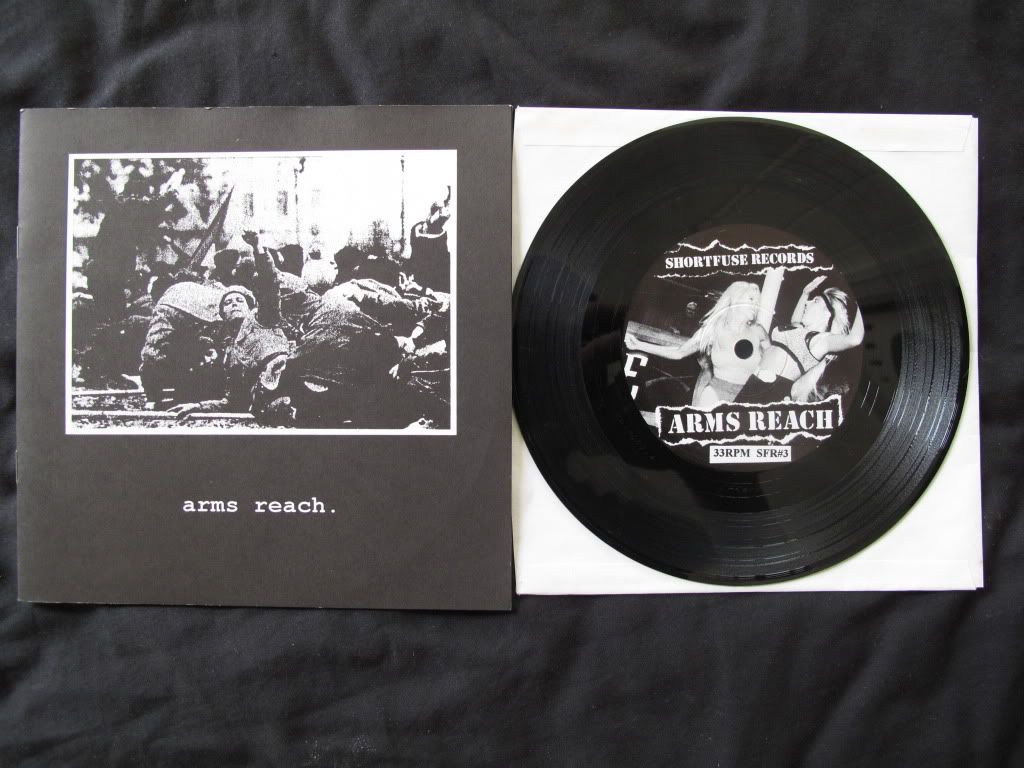 arms reach.
SHORTFUSE RECORDS
ARMS REACH
33RPM SFR#3